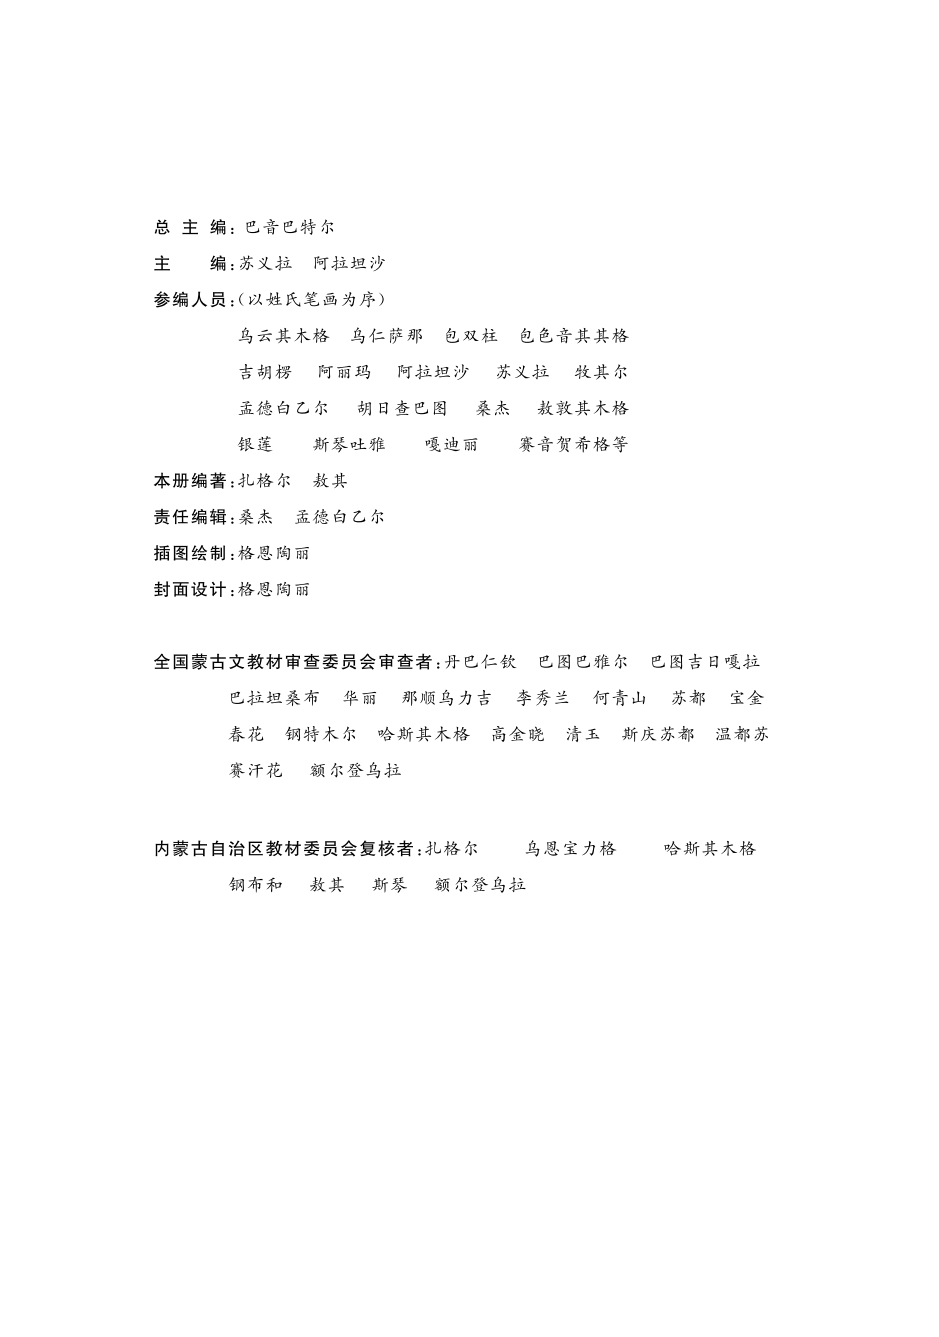 总 主 编: 巴音巴特尔
主　　编:苏义拉　阿拉坦沙
参编人员:(以姓氏笔画为序)
乌云其木格　乌仁萨那　包双柱　包色音其其格
吉胡楞　阿丽玛　阿拉坦沙　苏义拉　牧其尔
孟德白乙尔　胡日查巴图　桑杰　敖敦其木格
银莲　斯琴吐雅　嘎迪丽　赛音贺希格等
本册编著:扎格尔　敖其
责任编辑:桑杰　孟德白乙尔
插图绘制:格恩陶丽
封面设计:格恩陶丽
全国蒙古文教材审查委员会审查者:丹巴仁钦　巴图巴雅尔　巴图吉日嘎拉
巴拉坦桑布　华丽　那顺乌力吉　李秀兰　何青山　苏都　宝金
春花　钢特木尔　哈斯其木格　高金晓　清玉　斯庆苏都　温都苏
赛汗花　额尔登乌拉
内蒙古自治区教材委员会复核者:扎格尔　乌恩宝力格　哈斯其木格
钢布和　敖其　斯琴　额尔登乌拉